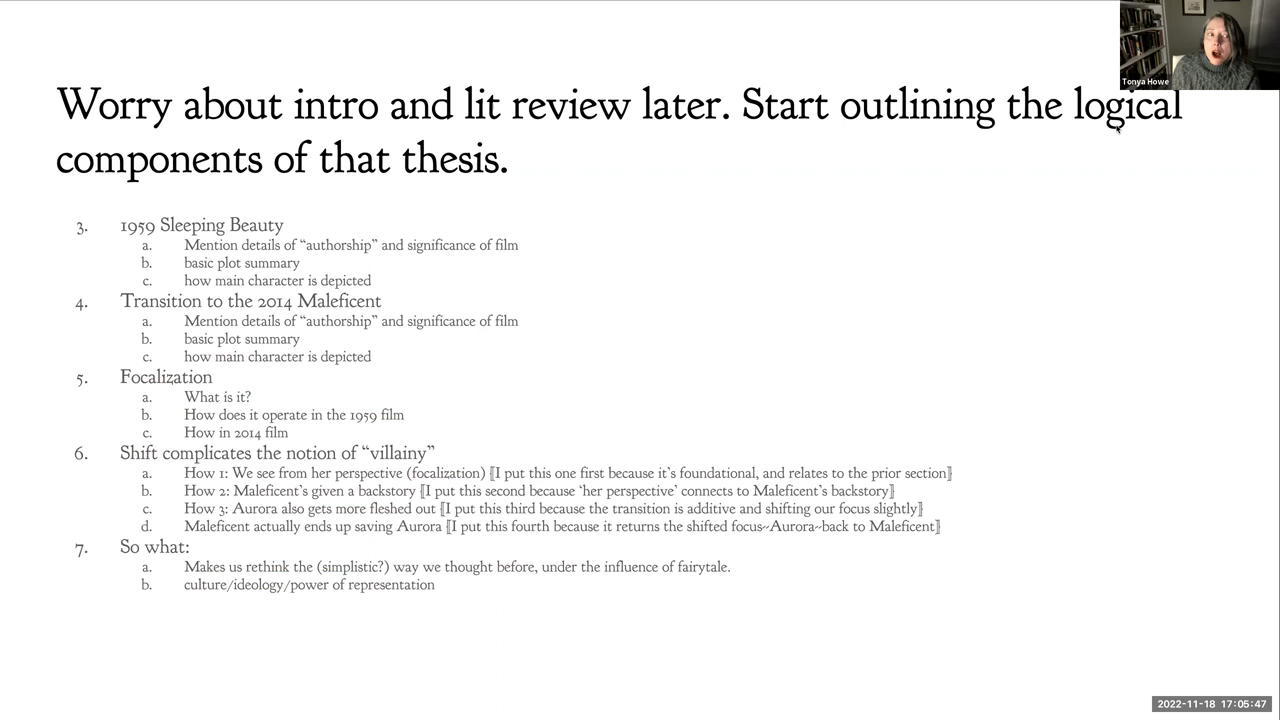 Tonya Howe
Worry about intro and lit review later. Start outlining the logical
components of that thesis.
3. 1959 Sleeping Beauty
a. Mention details of “authorship” and significance of film
b. basic plot summary
c. how main character is depicted
4. Transition to the 2014 Maleficent
a. Mention details of “authorship” and significance of film
b. basic plot summary
c. how main character is depicted
5. Focalization
a. What is it?
b. How does it operate in the 1959 film
c. How in 2014 film
6. Shift complicates the notion of “villainy”
a. How 1: We see from her perspective (focalization) [I put this one first because it’s foundational, and relates to the prior section]
b. How 2: Maleficent’s given a backstory [I put this second because ‘her perspective’ connects to Maleficent’s backstory]
c. How 3: Aurora also gets more fleshed out [I put this third because the transition is additive and shifting our focus slightly]
d. Maleficent actually ends up saving Aurora [I put this fourth because it returns the shifted focus~Aurora~back to Maleficent]
7. So what:
a. Makes us rethink the (simplistic?) way we thought before, under the influence of fairytale.
b. culture/ideology/power of representation
2022-11-18 17:05:47